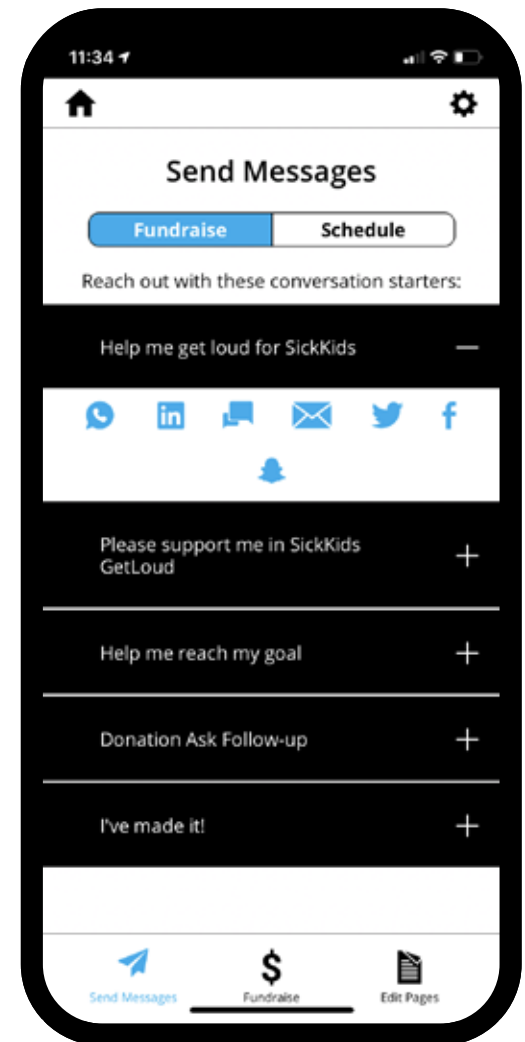 11:34
Send Messages
Fundraise
Schedule
Reach out with these conversation starters:
Help me get loud for SickKids
Please support me in SickKids
GetLoud
Help me reach my goal
Donation Ask Follow-up
I've made it!
Send Messages
Fundraise
Edit Pages